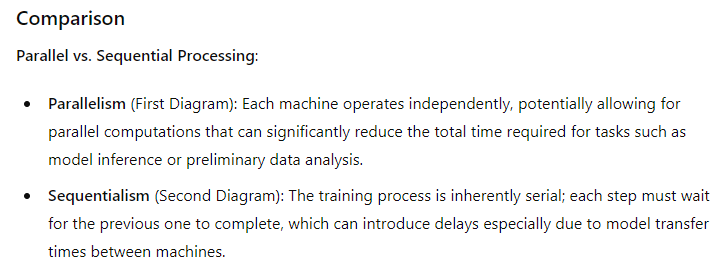 Comparison
Parallel vs. Sequential Processing:
• Parallelism (First Diagram): Each machine operates independently, potentially allowing for
parallel computations that can significantly reduce the total time required for tasks such as
model inference or preliminary data analysis.
• Sequentialism (Second Diagram): The training process is inherently serial; each step must wait
for the previous one to complete, which can introduce delays especially due to model transfer
times between machines.